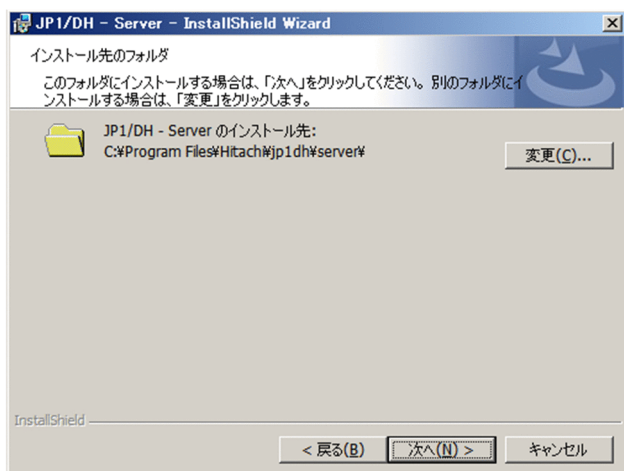 JP1/DH - Server - InstallShield Wizard
インストール先のフォルダ
このフォルダにインストールする場合は、「次へ」をクリックしてください。別のフォルダにイ
ンストールする場合は、「変更」をクリックします。
JP1/DH - Server のインストール先:
C:¥Program Files¥Hitachi¥jp1dh¥server¥
変更(C)...
InstallShield
< 戻る(B)
次へ(N) >
キャンセル